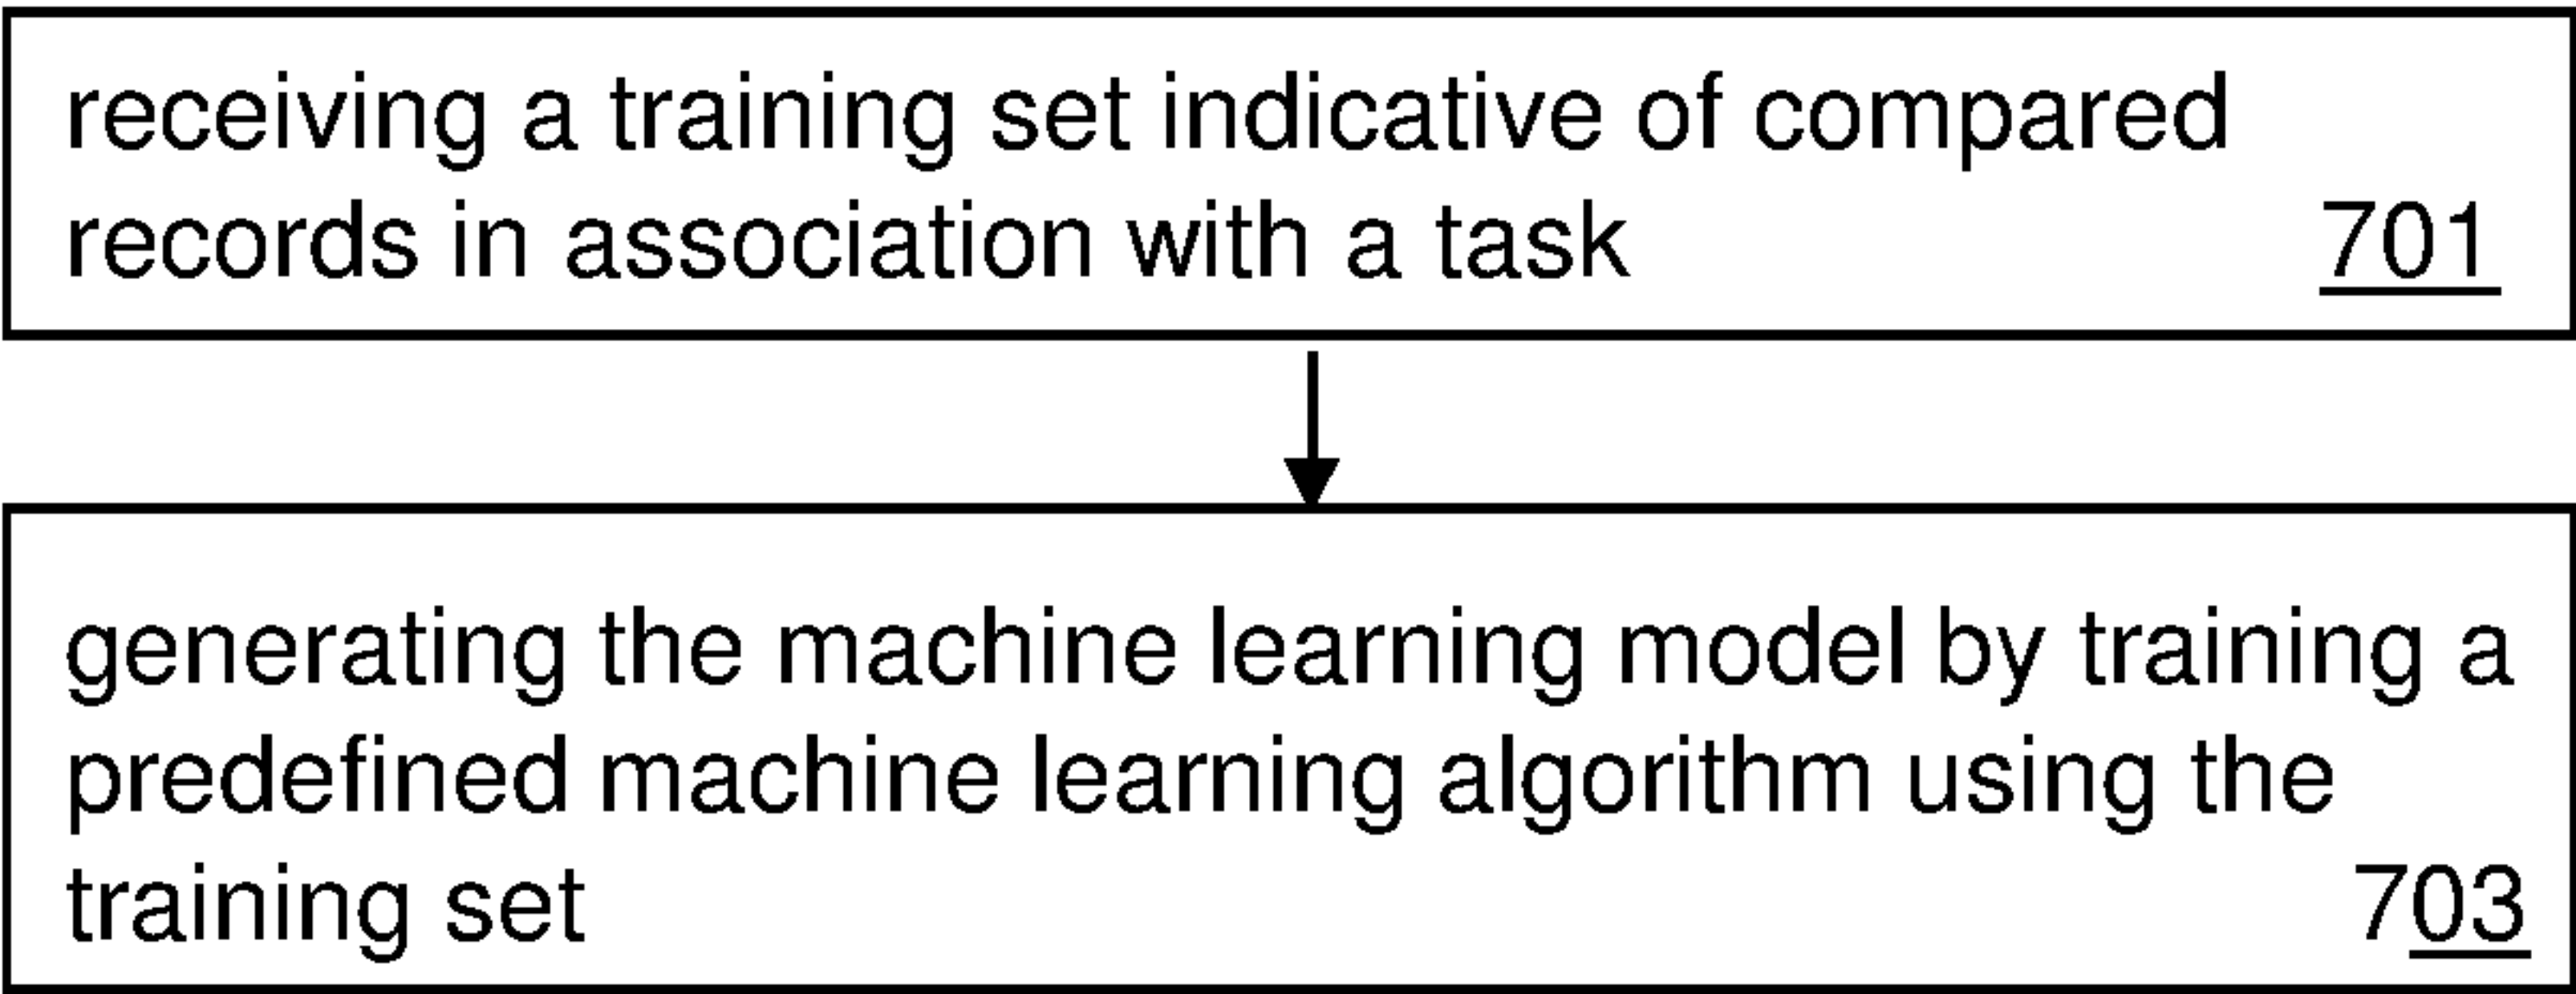 receiving a training set indicative of compared
records in association with a task 701
generating the machine learning model by training a
predefined machine learning algorithm using the
training set 703